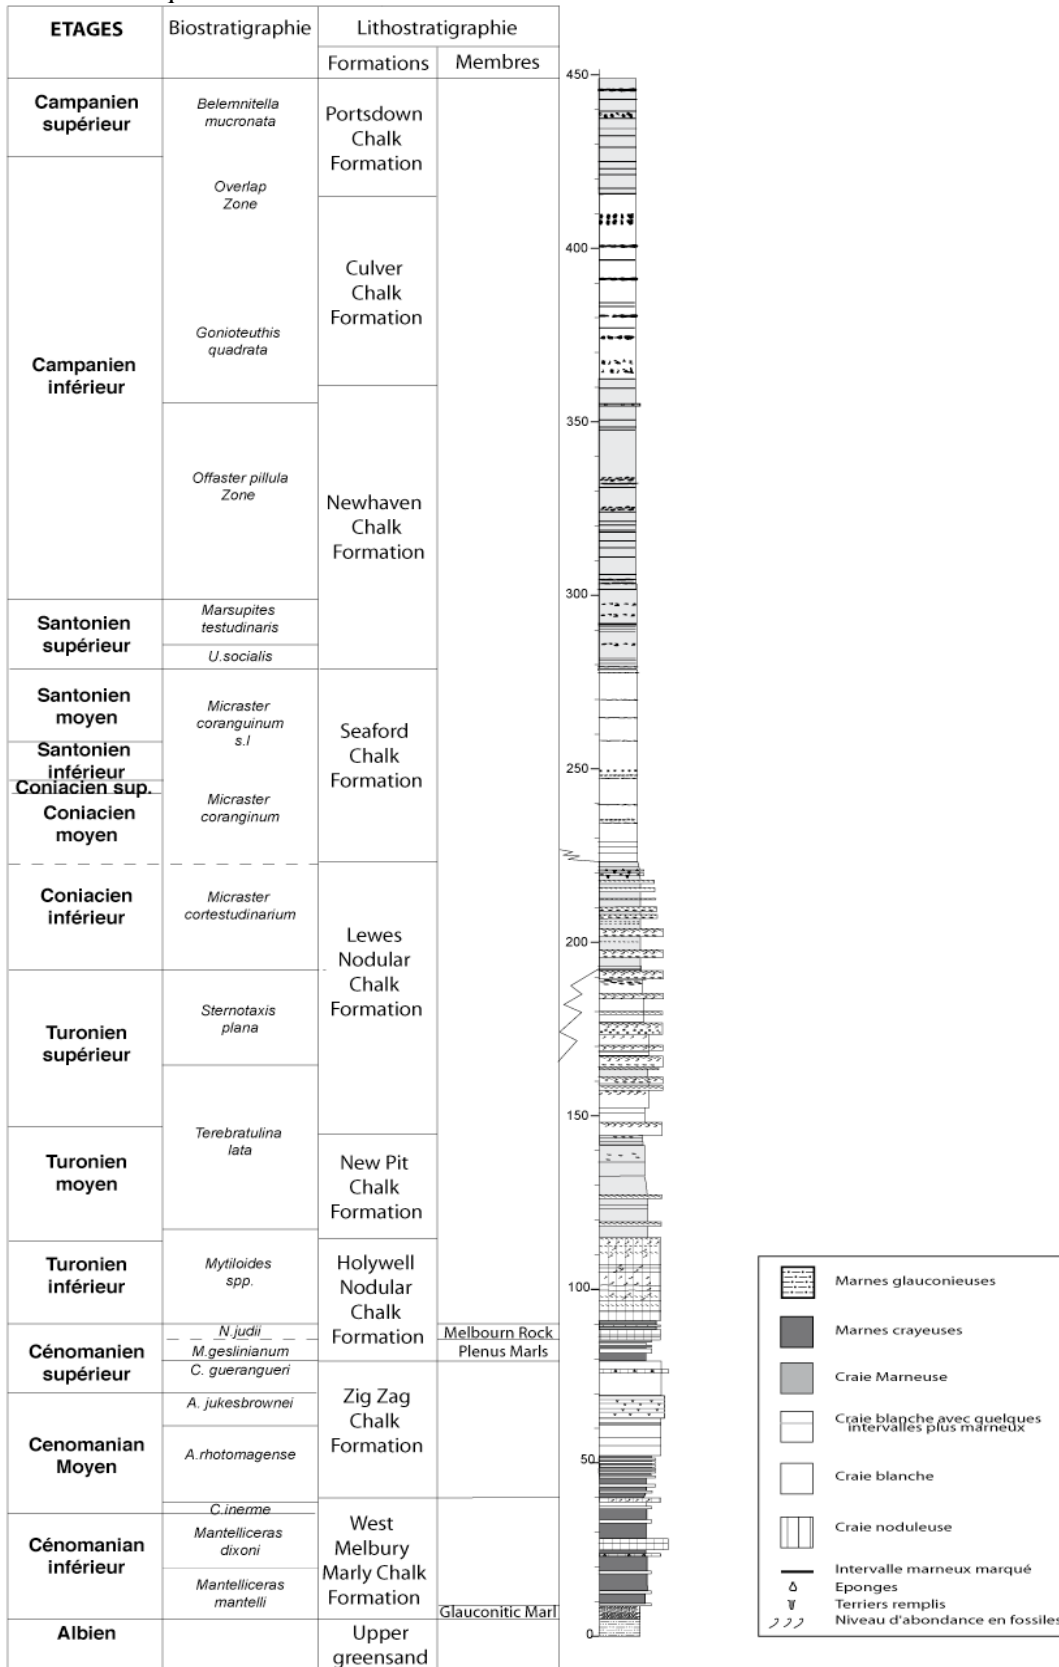 ETAGES
Biostratigraphie
Lithostratigraphie
Formations
Membres
Campanien
supérieur
Campanien
inférieur
Santonien
supérieur
Santonien
moyen
Santonien
inférieur
Coniacien sup.
Coniacien
moyen
Coniacien
inférieur
Turonien
supérieur
Turonien
moyen
Turonien
inférieur
Cénomanien
supérieur
Cenomanian
Moyen
Cénomanian
inférieur
Albien
Belemnitella
mucronata
Overlap
Zone
Gonioteuthis
quadrata
Offaster pillula
Zone
Marsupites
testudinaris
U.socialis
Micraster
coranguinum
s.l
Micraster
coranginum
Micraster
cortestudinarium
Sternotaxis
plana
Terebratulina
lata
Mytiloides
spp.
N.judii
M.geslinianum
C. guerangueri
A. jukesbrownei
A.rhotomagense
C.inerme
Mantelliceras
dixoni
Mantelliceras
mantelli
Portsdown
Chalk
Formation
Culver
Chalk
Formation
Newhaven
Chalk
Formation
Seaford
Chalk
Formation
Lewes
Nodular
Chalk
Formation
New Pit
Chalk
Formation
Holywell
Nodular
Chalk
Formation
Zig Zag
Chalk
Formation
West
Melbury
Marly Chalk
Formation
Upper
greensand
Melbourn Rock
Plenus Marls
Glauconitic Marl
450
400
350
300
250
200
150
100
50
0
Marnes glauconieuses
Marnes crayeuses
Craie Marneuse
Craie blanche avec quelques
intervalles plus marneux
Craie blanche
Craie noduleuse
Intervalle marneux marqué
Eponges
Terriers remplis
Niveau d'abondance en fossiles